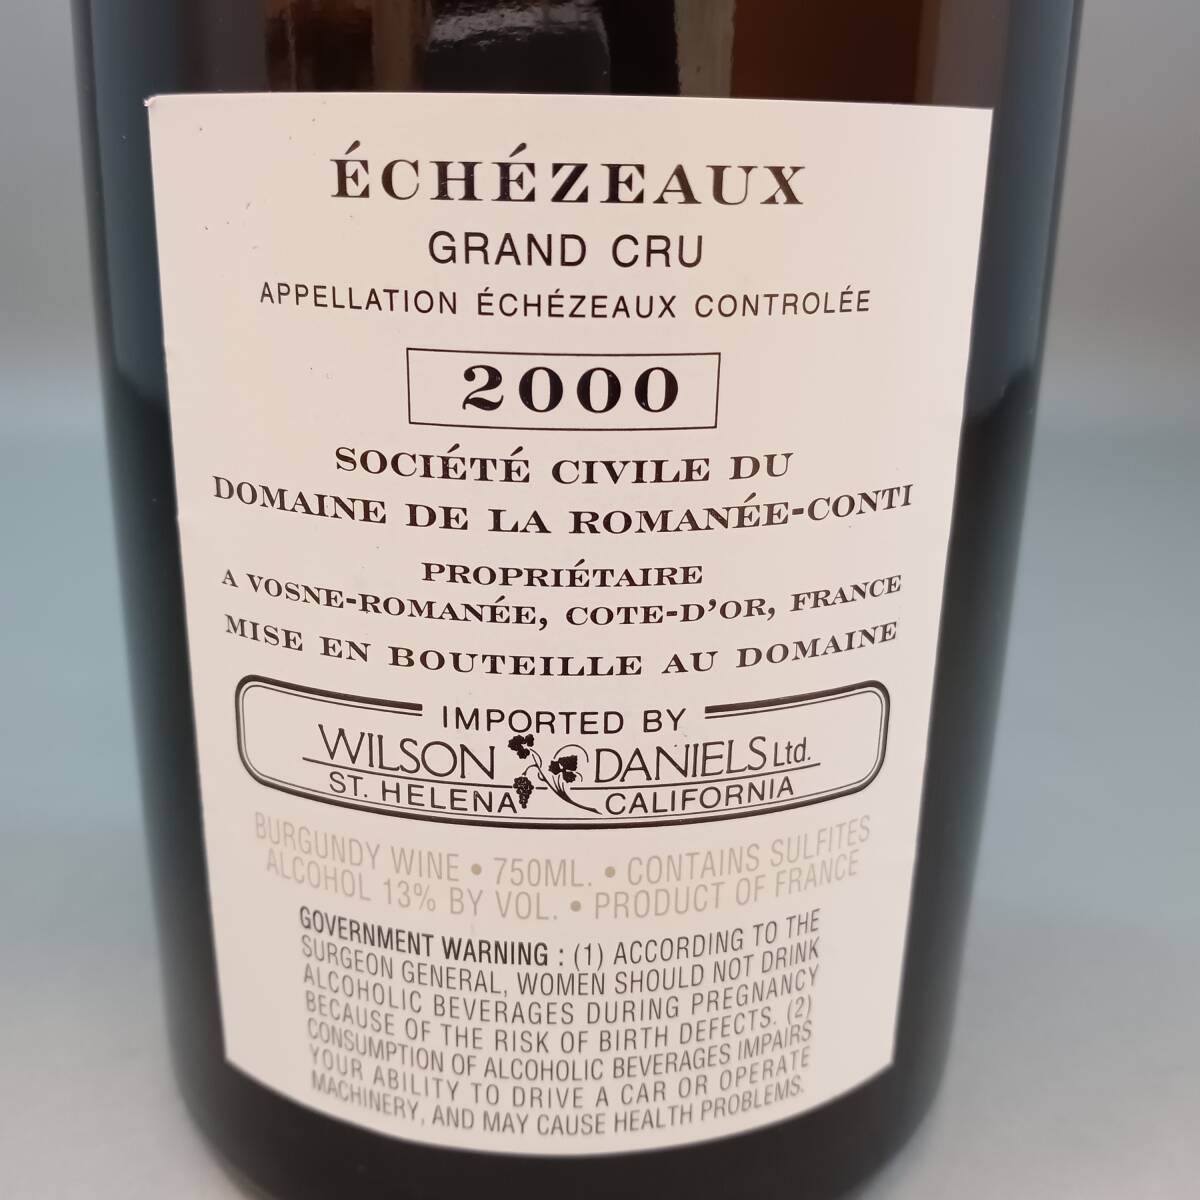 ÉCHÉZEAUX
GRAND CRU
APPELLATION ÉCHÉZEAUX CONTROLÉE
2000
SOCIÉTÉ CIVILE DU
DOMAINE DE LA ROMANÉE-CONTI
PROPRIÉTAIRE
A VOSNE-ROMANÉE, COTE-D'OR, FRANCE
MISE EN BOUTEILLE AU DOMAINE
IMPORTED BY
WILSON DANIELS Ltd.
ST. HELENA CALIFORNIA
BURGUNDY WINE • 750ML. • CONTAINS SULFITES
ALCOHOL 13% BY VOL. • PRODUCT OF FRANCE
GOVERNMENT WARNING : (1) ACCORDING TO THE
SURGEON GENERAL, WOMEN SHOULD NOT DRINK
ALCOHOLIC BEVERAGES DURING PREGNANCY
BECAUSE OF THE RISK OF BIRTH DEFECTS. (2)
CONSUMPTION OF ALCOHOLIC BEVERAGES IMPAIRS
YOUR ABILITY TO DRIVE A CAR OR OPERATE
MACHINERY, AND MAY CAUSE HEALTH PROBLEMS.